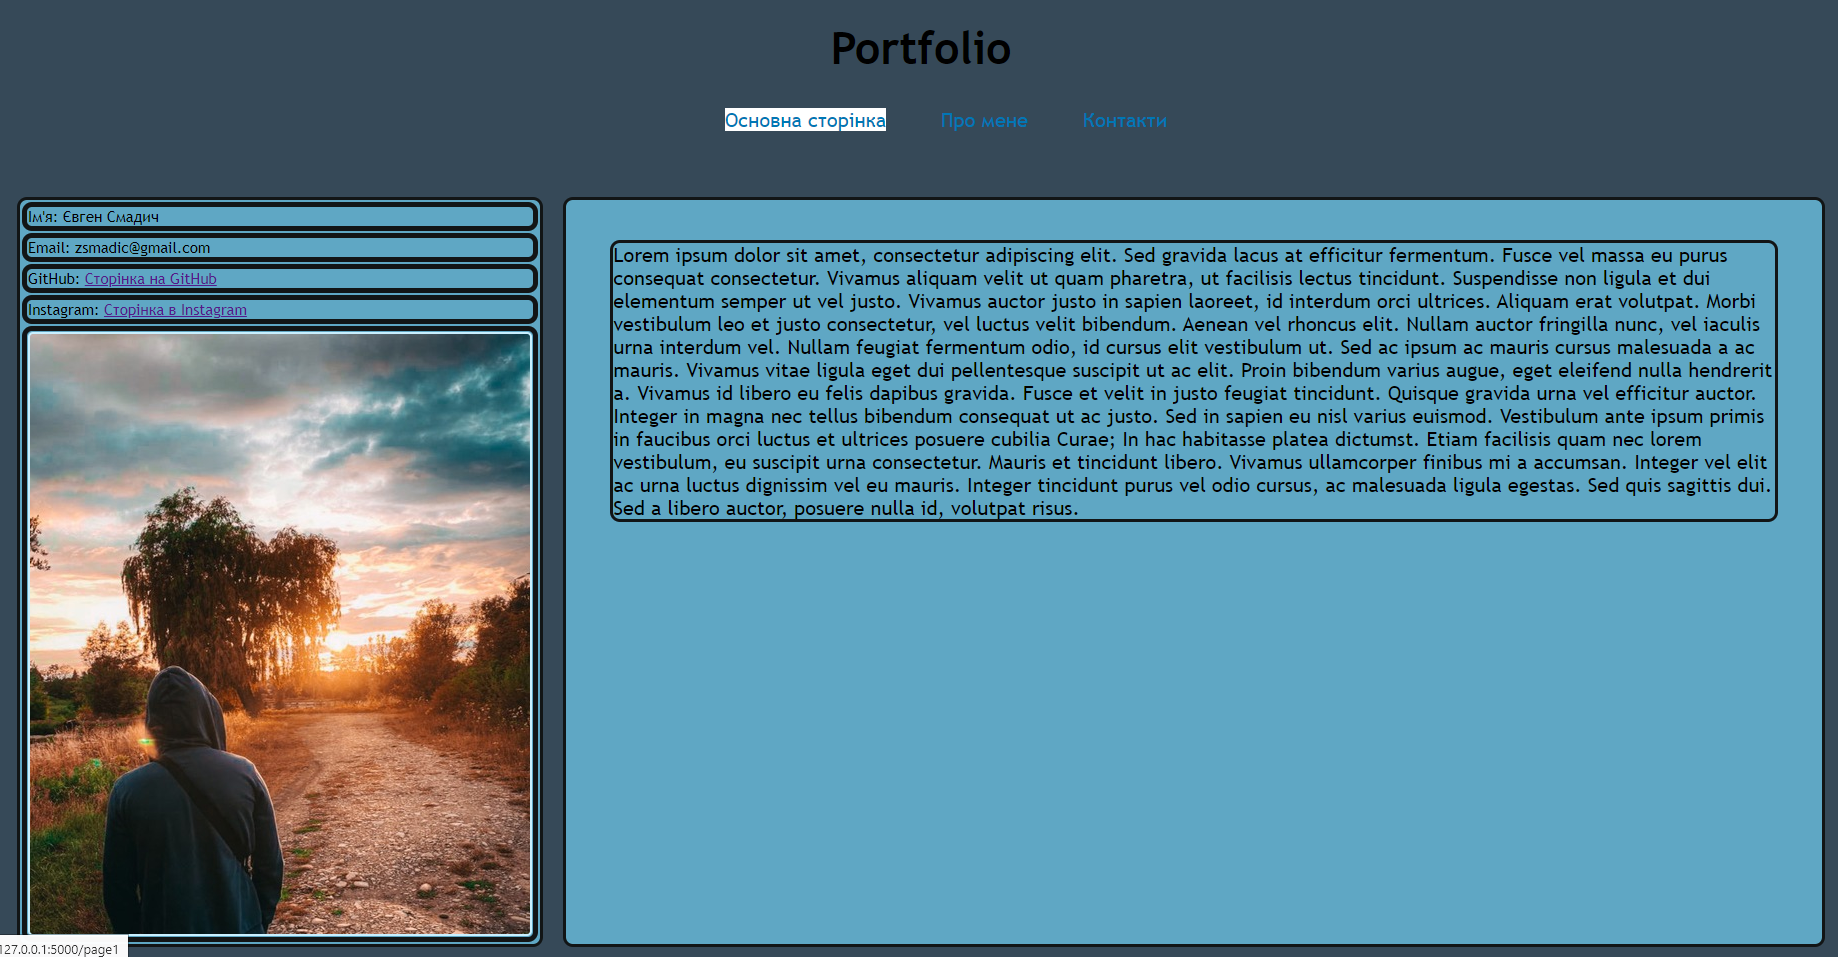 Portfolio
Основна сторінка Про мене Контакти
Ім'я: Євген Смадич
Email: zsmadic@gmail.com
GitHub: Сторінка на GitHub
Instagram: Сторінка в Instagram
Lorem ipsum dolor sit amet, consectetur adipiscing elit. Sed gravida lacus at efficitur fermentum. Fusce vel massa eu purus
consequat consectetur. Vivamus aliquam velit ut quam pharetra, ut facilisis lectus tincidunt. Suspendisse non ligula et dui
elementum semper ut vel justo. Vivamus auctor justo in sapien laoreet, id interdum orci ultrices. Aliquam erat volutpat. Morbi
vestibulum leo et justo consectetur, vel luctus velit bibendum. Aenean vel rhoncus elit. Nullam auctor fringilla nunc, vel iaculis
urna interdum vel. Nullam feugiat fermentum odio, id cursus elit vestibulum ut. Sed ac ipsum ac mauris cursus malesuada a ac
mauris. Vivamus vitae ligula eget dui pellentesque suscipit ut ac elit. Proin bibendum varius augue, eget eleifend nulla hendrerit
a. Vivamus id libero eu felis dapibus gravida. Fusce et velit in justo feugiat tincidunt. Quisque gravida urna vel efficitur auctor.
Integer in magna nec tellus bibendum consequat ut ac justo. Sed in sapien eu nisl varius euismod. Vestibulum ante ipsum primis
in faucibus orci luctus et ultrices posuere cubilia Curae; In hac habitasse platea dictumst. Etiam facilisis quam nec lorem
vestibulum, eu suscipit urna consectetur. Mauris et tincidunt libero. Vivamus ullamcorper finibus mi a accumsan. Integer vel elit
ac urna luctus dignissim vel eu mauris. Integer tincidunt purus vel odio cursus, ac malesuada ligula egestas. Sed quis sagittis dui.
Sed a libero auctor, posuere nulla id, volutpat risus.
127.0.0.1:5000/page1